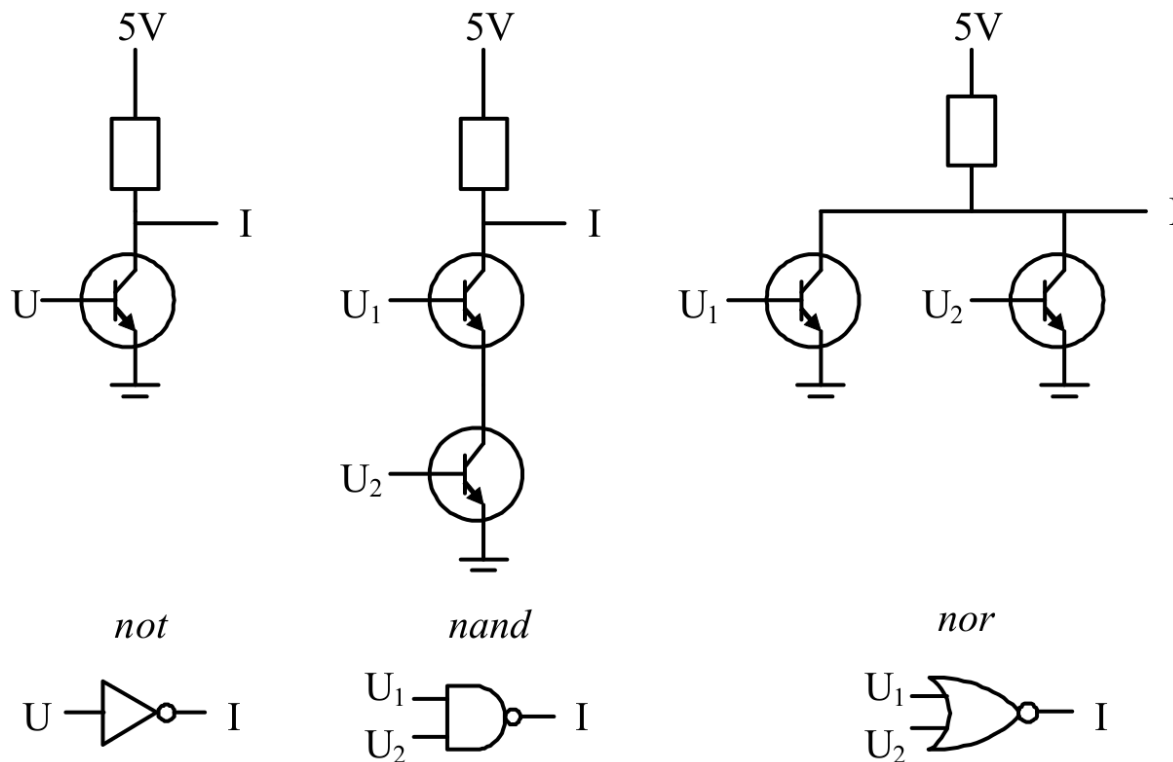 5V 5V 5V
I I I
U U₁ U₁ U₂
U₂
not nand nor
U₁ U₁
U I I I
U₂ U₂